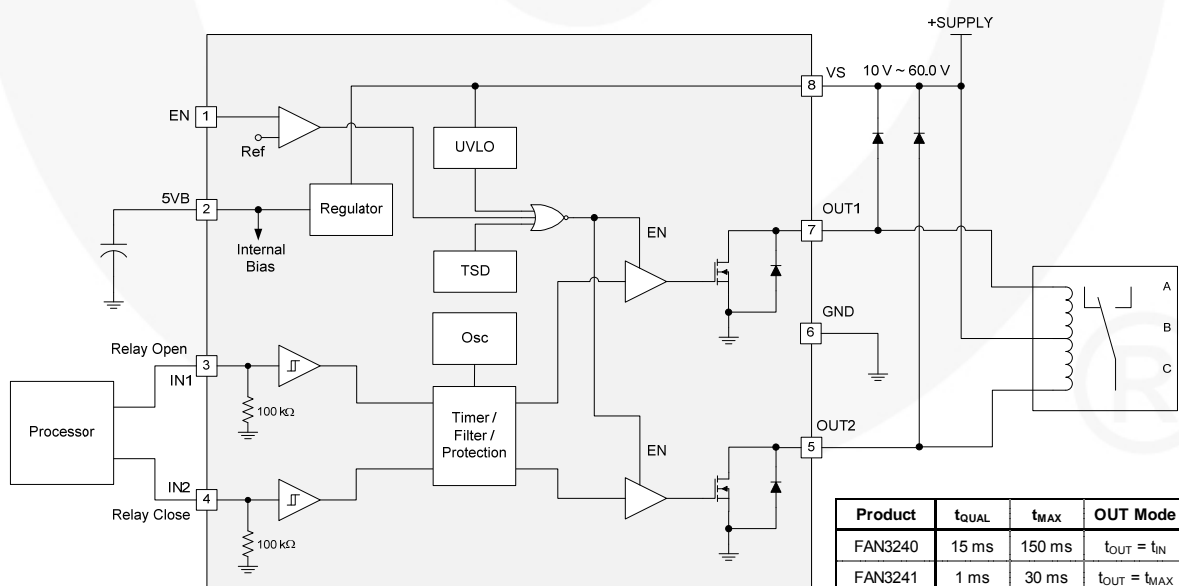 +SUPPLY
VS
10 V ~ 60.0 V
8
EN
1
Ref
UVLO
5VB
2
Regulator
Internal
Bias
OUT1
7
EN
TSD
GND
6
Osc
A
B
C
Relay Open
3
IN1
100 kΩ
Processor
Timer /
Filter /
Protection
OUT2
5
EN
IN2
4
Relay Close
100 kΩ
Product tQUAL tMAX OUT Mode
FAN3240 15 ms 150 ms tOUT = tIN
FAN3241 1 ms 30 ms tOUT = tMAX
®